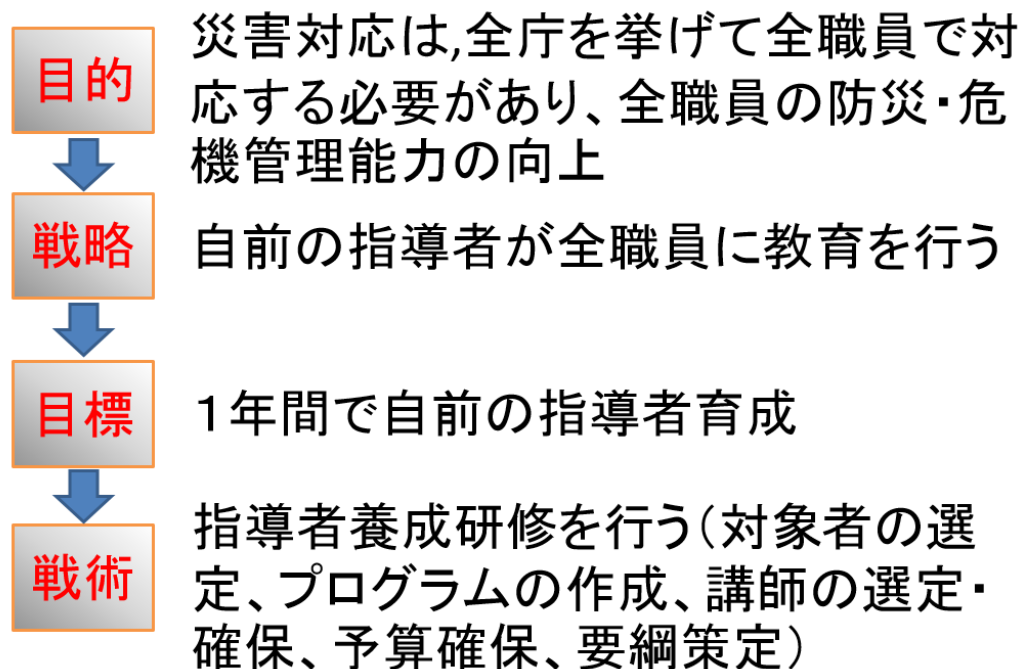 目的
災害対応は,全庁を挙げて全職員で対
応する必要があり、全職員の防災・危
機管理能力の向上
戦略
自前の指導者が全職員に教育を行う
目標
１年間で自前の指導者育成
戦術
指導者養成研修を行う(対象者の選
定、プログラムの作成、講師の選定・
確保、予算確保、要綱策定)